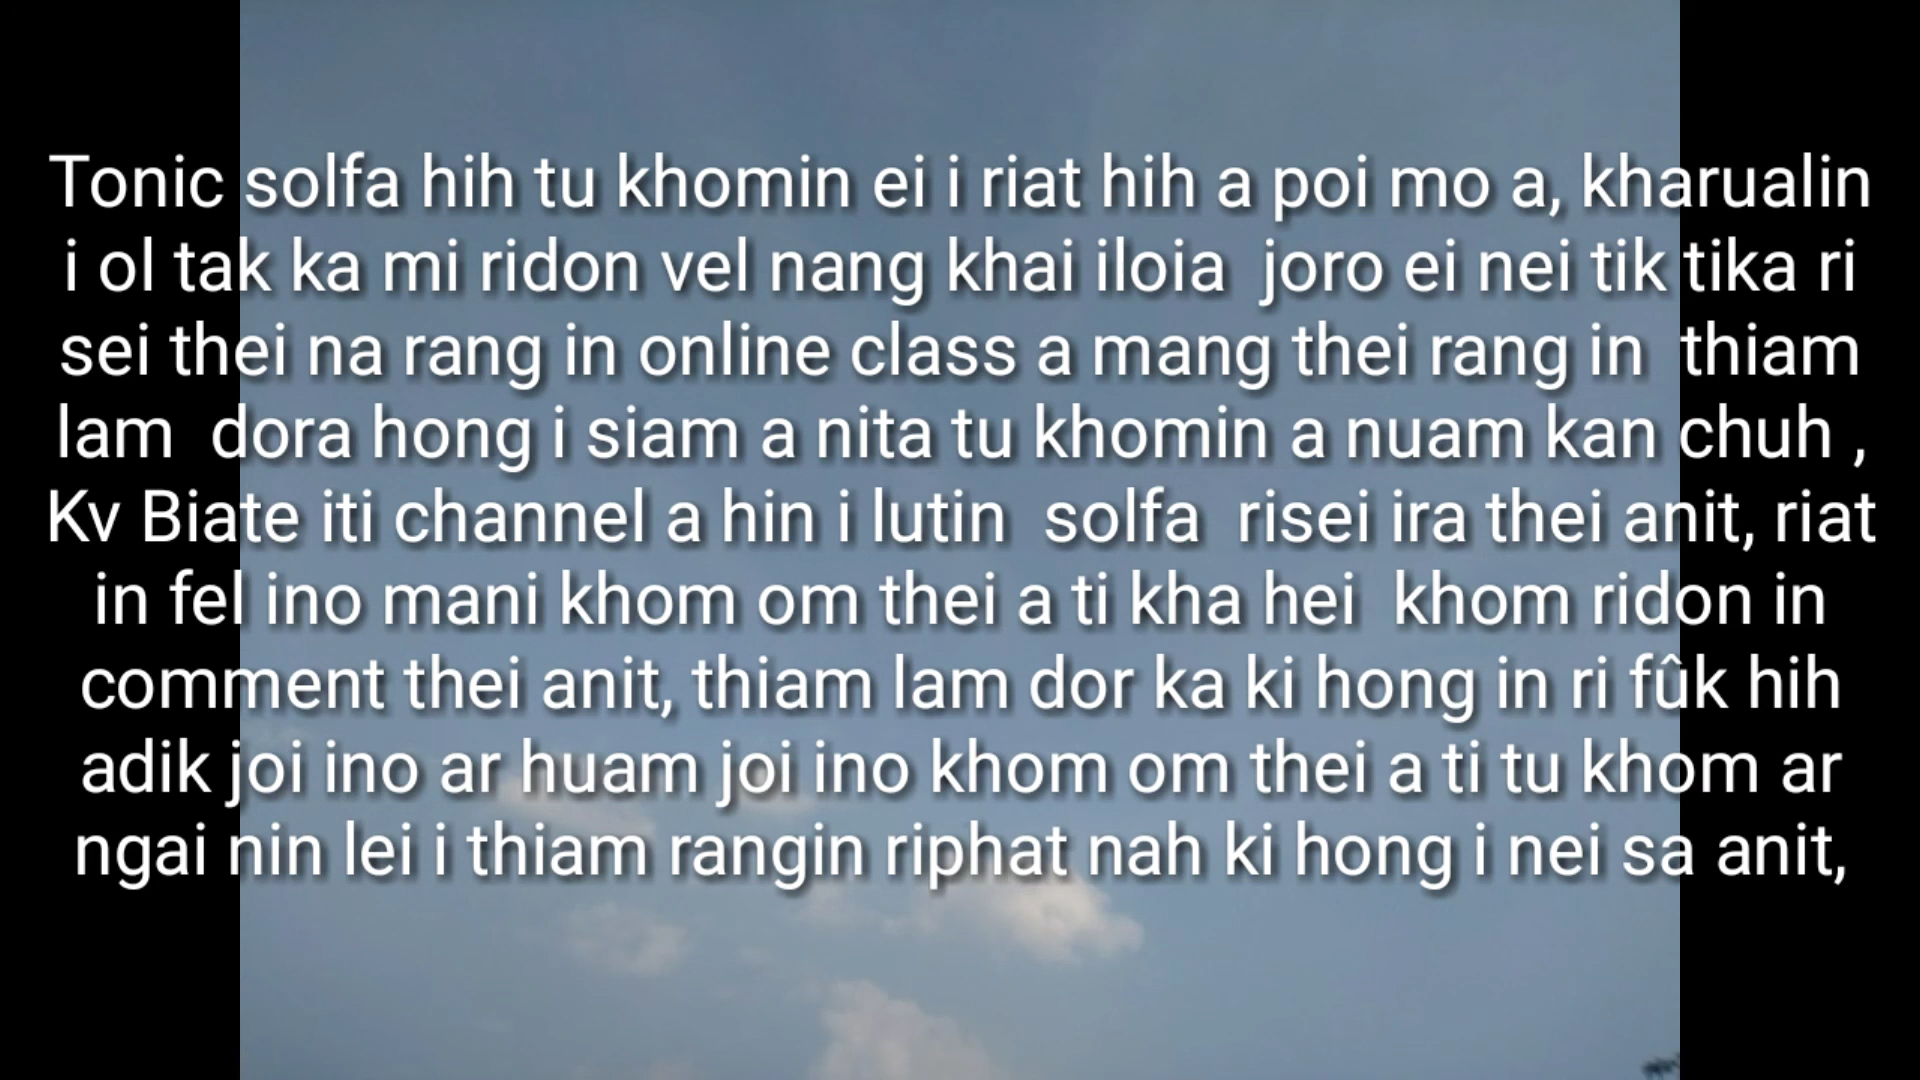 Tonic solfa hih tu khomin ei i riat hih a poi mo a, kharualin
i ol tak ka mi ridon vel nang khai iloia joro ei nei tik tika ri
sei thei na rang in online class a mang thei rang in thiam
lam dora hong i siam a nita tu khomin a nuam kan chuh ,
Kv Biate iti channel a hin i lutin solfa risei ira thei anit, riat
in fel ino mani khom om thei a ti kha hei khom ridon in
comment thei anit, thiam lam dor ka ki hong in ri fûk hih
adik joi ino ar huam joi ino khom om thei a ti tu khom ar
ngai nin lei i thiam rangin riphat nah ki hong i nei sa anit,